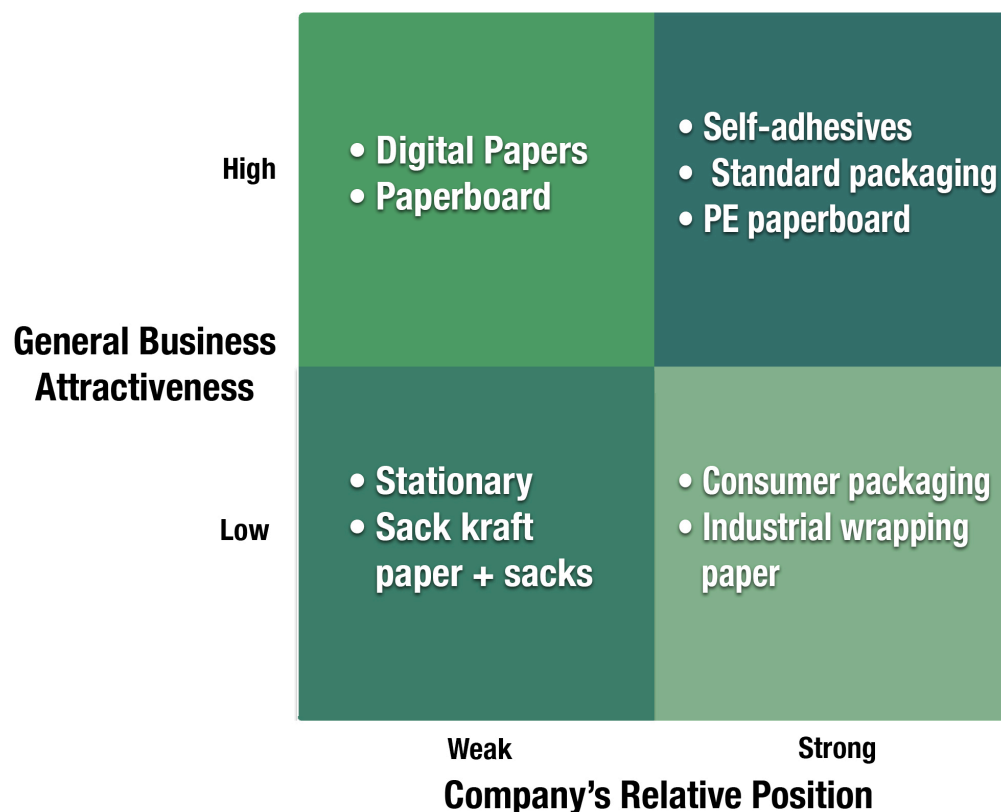 • Digital Papers
• Paperboard
• Self-adhesives
• Standard packaging
• PE paperboard
High
General Business
Attractiveness
• Stationary
• Sack kraft
paper + sacks
• Consumer packaging
• Industrial wrapping
paper
Low
Weak
Strong
Company’s Relative Position